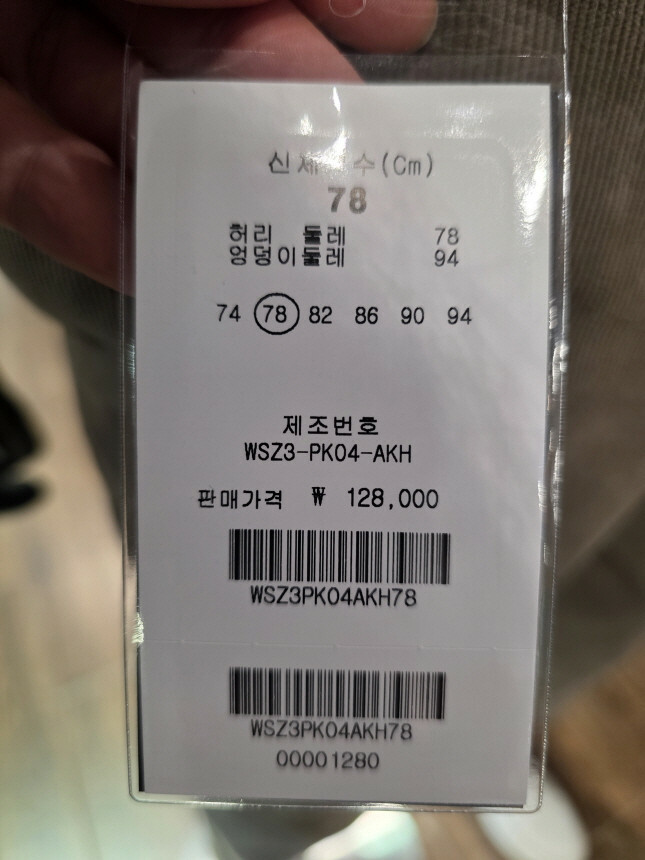 신체치수(Cm)
78
허리 둘레 78
엉덩이둘레 94
74 78 82 86 90 94
제조번호
WSZ3-PK04-AKH
판매가격 ₩ 128,000
WSZ3PK04AKH78
WSZ3PK04AKH78
00001280